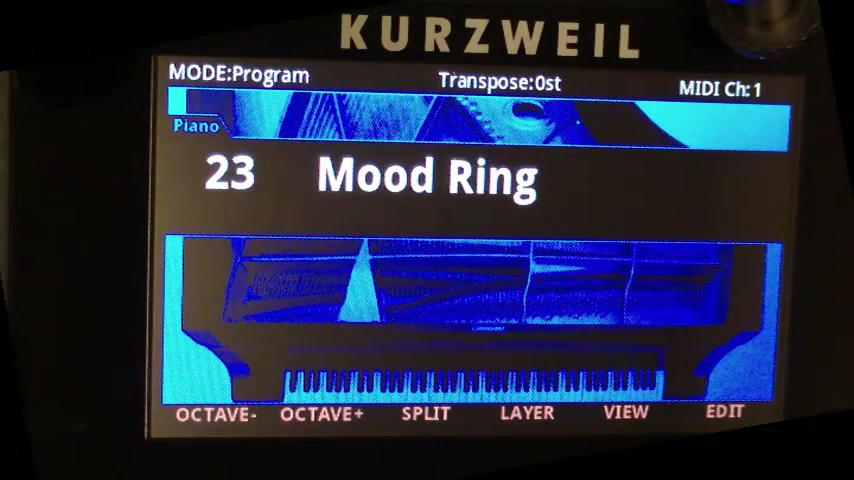 KURZWEIL
MODE:Program Transpose:0st MIDI Ch:1
Piano
23 Mood Ring
OCTAVE- OCTAVE+ SPLIT LAYER VIEW EDIT